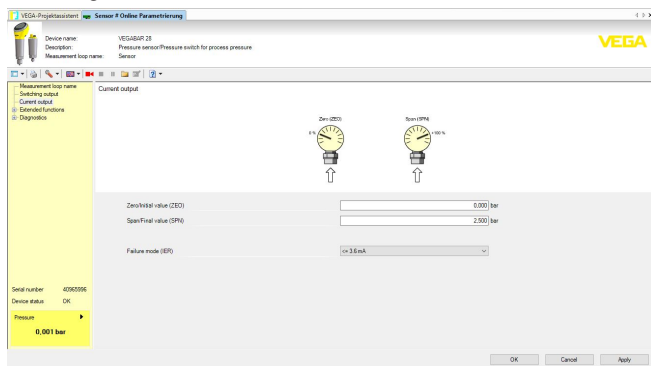 VEGA-Projektassistent
Sensor # Online Parametrierung
Device name: VEGABAR 28
Description: Pressure sensor/Pressure switch for process pressure
Measurement loop name: Sensor
VEGA
Measurement loop name
Switching output
Current output
Extended functions
Diagnostics
Current output
Zero (ZEO)
Span (SPN)
0 %
+100 %
Zero/Initial value (ZEO) 0,000 bar
Span/Final value (SPN) 2,500 bar
Failure mode (IER) <= 3.6 mA
Serial number 40965996
Device status OK
Pressure
0,001 bar
OK Cancel Apply